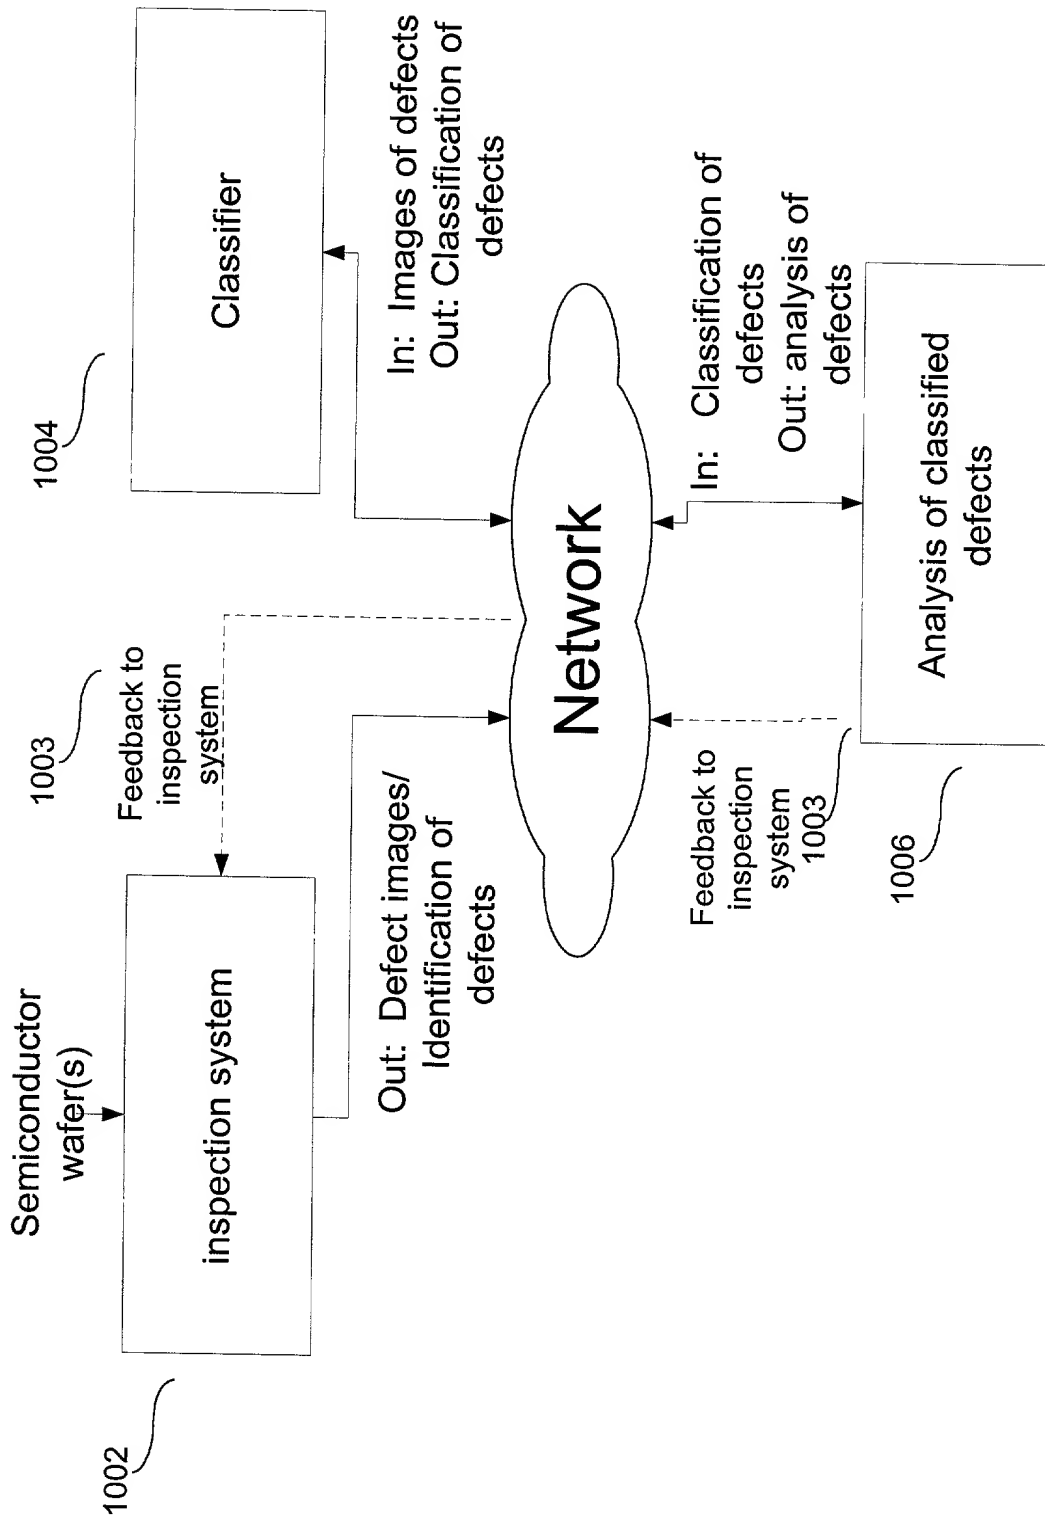 Semiconductor
wafer(s)
1002
inspection system
1003
Feedback to
inspection
system
1004
Classifier
Out: Defect images/
Identification of
defects
In: Images of defects
Out: Classification of
defects
Network
Feedback to
inspection
system
1003
In: Classification of
defects
Out: analysis of
defects
1006
Analysis of classified
defects